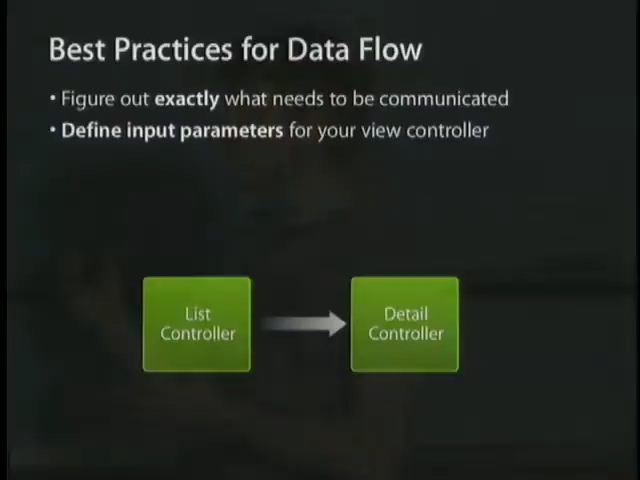 Best Practices for Data Flow
• Figure out exactly what needs to be communicated
• Define input parameters for your view controller
List
Controller
Detail
Controller